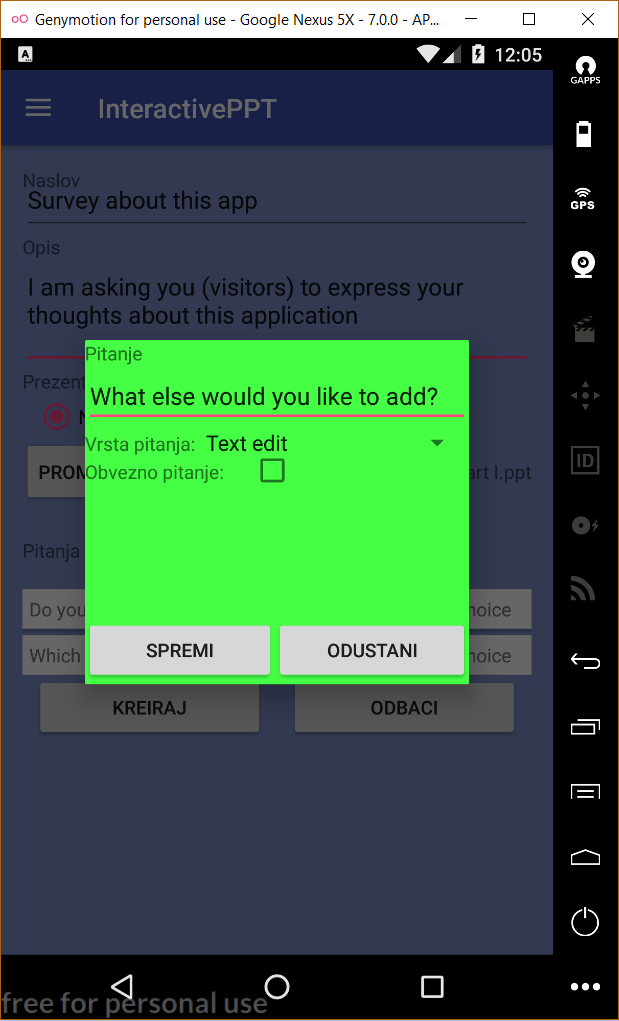 Genymotion for personal use - Google Nexus 5X - 7.0.0 - AP...
A
12:05
GAPPS
InteractivePPT
GPS
Naslov
Survey about this app
Opis
I am asking you (visitors) to express your
thoughts about this application
Pitanje
Prezent
What else would you like to add?
Vrsta pitanja: Text edit
Obvezno pitanje:
PROM
art I.ppt
ID
Pitanja
Do you
hoice
Which
hoice
SPREMI
ODUSTANI
KREIRAJ
ODBACI
free for personal use